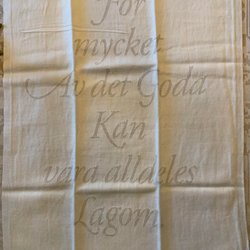 För
mycket
Av det Goda
Kan
vara alldeles
Lagom